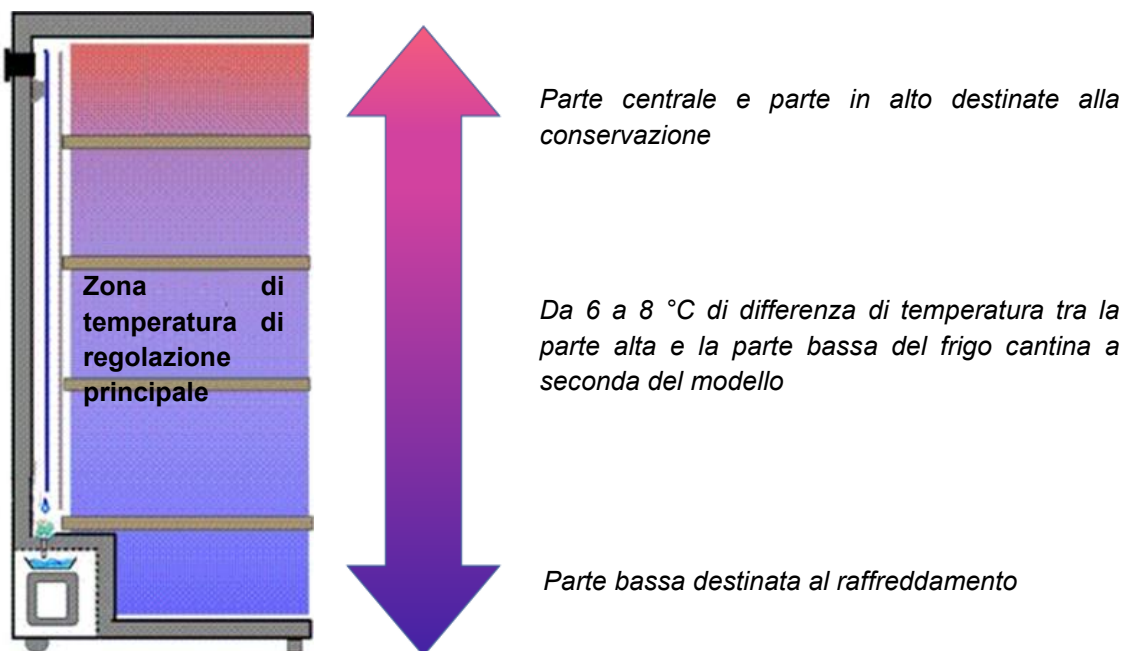 Parte centrale e parte in alto destinate alla
conservazione
Zona di
temperatura di
regolazione
principale
Da 6 a 8 °C di differenza di temperatura tra la
parte alta e la parte bassa del frigo cantina a
seconda del modello
Parte bassa destinata al raffreddamento